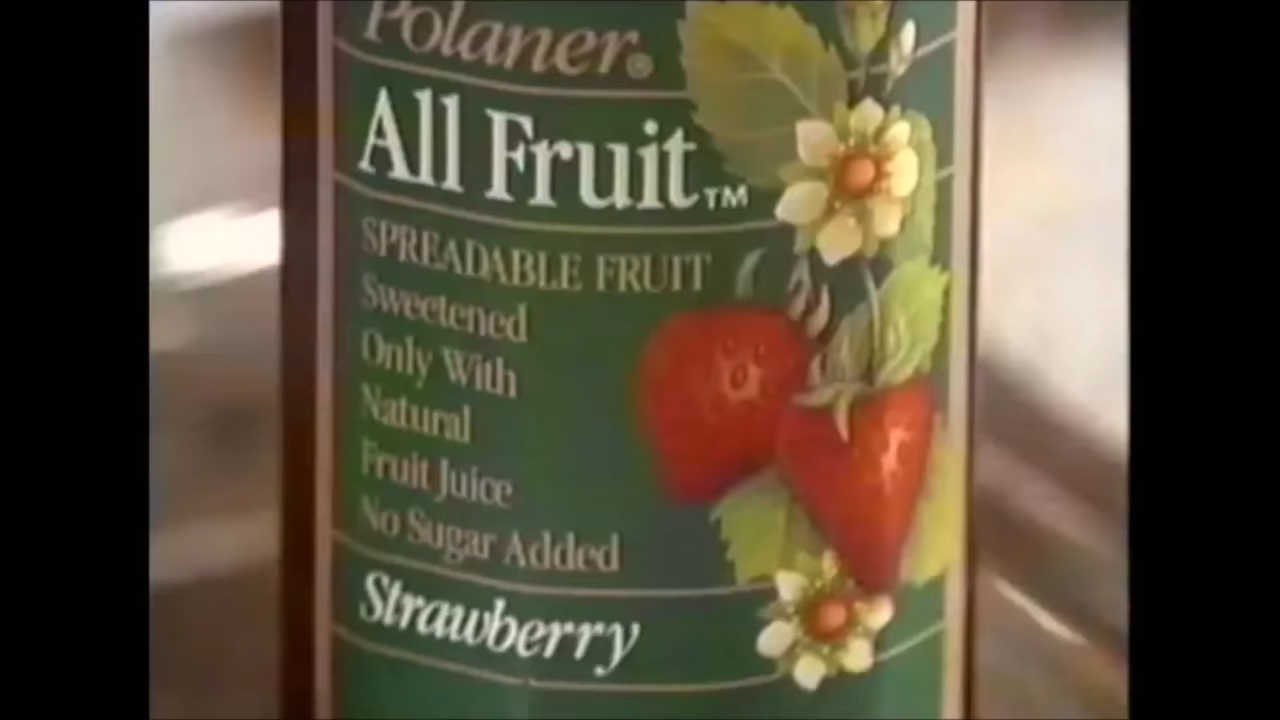 Polaner®
All Fruit™
SPREADABLE FRUIT
Sweetened
Only With
Natural
Fruit Juice
No Sugar Added
Strawberry